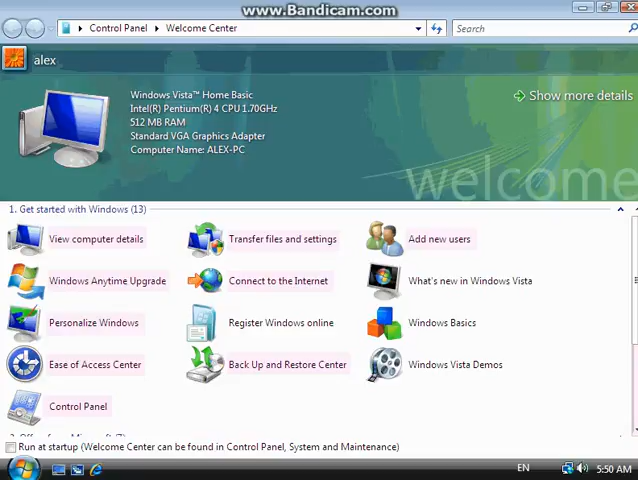 www.Bandicam.com
Control Panel Welcome Center
Search
alex
Windows Vista™ Home Basic
Intel(R) Pentium(R) 4 CPU 1.70GHz
512 MB RAM
Standard VGA Graphics Adapter
Computer Name: ALEX-PC
Show more details
welcome
1. Get started with Windows (13)
View computer details Transfer files and settings Add new users
Windows Anytime Upgrade Connect to the Internet What's new in Windows Vista
Personalize Windows Register Windows online Windows Basics
Ease of Access Center Back Up and Restore Center Windows Vista Demos
Control Panel
Run at startup (Welcome Center can be found in Control Panel, System and Maintenance)
EN 5:50 AM